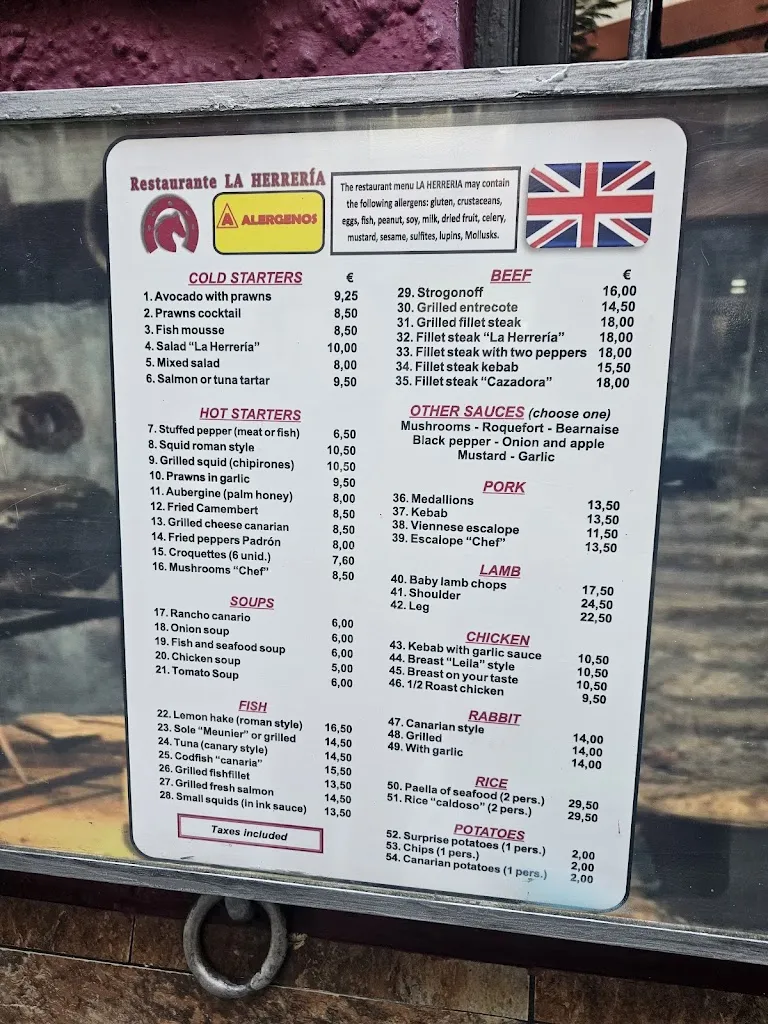 Restaurante LA HERRERÍA
A ALERGENOS
The restaurant menu LA HERRERIA may contain
the following allergens: gluten, crustaceans,
eggs, fish, peanut, soy, milk, dried fruit, celery,
mustard, sesame, sulfites, lupins, Mollusks.
COLD STARTERS €
1. Avocado with prawns 9,25
2. Prawns cocktail 8,50
3. Fish mousse 8,50
4. Salad “La Herrería” 10,00
5. Mixed salad 8,00
6. Salmon or tuna tartar 9,50
HOT STARTERS
7. Stuffed pepper (meat or fish) 6,50
8. Squid roman style 10,50
9. Grilled squid (chipirones) 10,50
10. Prawns in garlic 9,50
11. Aubergine (palm honey) 8,00
12. Fried Camembert 8,50
13. Grilled cheese canarian 8,50
14. Fried peppers Padrón 8,00
15. Croquettes (6 unid.) 7,60
16. Mushrooms “Chef” 8,50
SOUPS
17. Rancho canario 6,00
18. Onion soup 6,00
19. Fish and seafood soup 6,00
20. Chicken soup 5,00
21. Tomato Soup 6,00
FISH
22. Lemon hake (roman style) 16,50
23. Sole “Meunier” or grilled 14,50
24. Tuna (canary style) 14,50
25. Codfish “canaria” 15,50
26. Grilled fishfillet 13,50
27. Grilled fresh salmon 14,50
28. Small squids (in ink sauce) 13,50
Taxes included
BEEF €
29. Strogonoff 16,00
30. Grilled entrecote 14,50
31. Grilled fillet steak 18,00
32. Fillet steak “La Herrería” 18,00
33. Fillet steak with two peppers 18,00
34. Fillet steak kebab 15,50
35. Fillet steak “Cazadora” 18,00
OTHER SAUCES (choose one)
Mushrooms - Roquefort - Bearnaise
Black pepper - Onion and apple
Mustard - Garlic
PORK
36. Medallions 13,50
37. Kebab 13,50
38. Viennese escalope 11,50
39. Escalope “Chef” 13,50
LAMB
40. Baby lamb chops 17,50
41. Shoulder 24,50
42. Leg 22,50
CHICKEN
43. Kebab with garlic sauce 10,50
44. Breast “Leila” style 10,50
45. Breast on your taste 10,50
46. 1/2 Roast chicken 9,50
RABBIT
47. Canarian style 14,00
48. Grilled 14,00
49. With garlic 14,00
RICE
50. Paella of seafood (2 pers.) 29,50
51. Rice “caldoso” (2 pers.) 29,50
POTATOES
52. Surprise potatoes (1 pers.) 2,00
53. Chips (1 pers.) 2,00
54. Canarian potatoes (1 pers.) 2,00